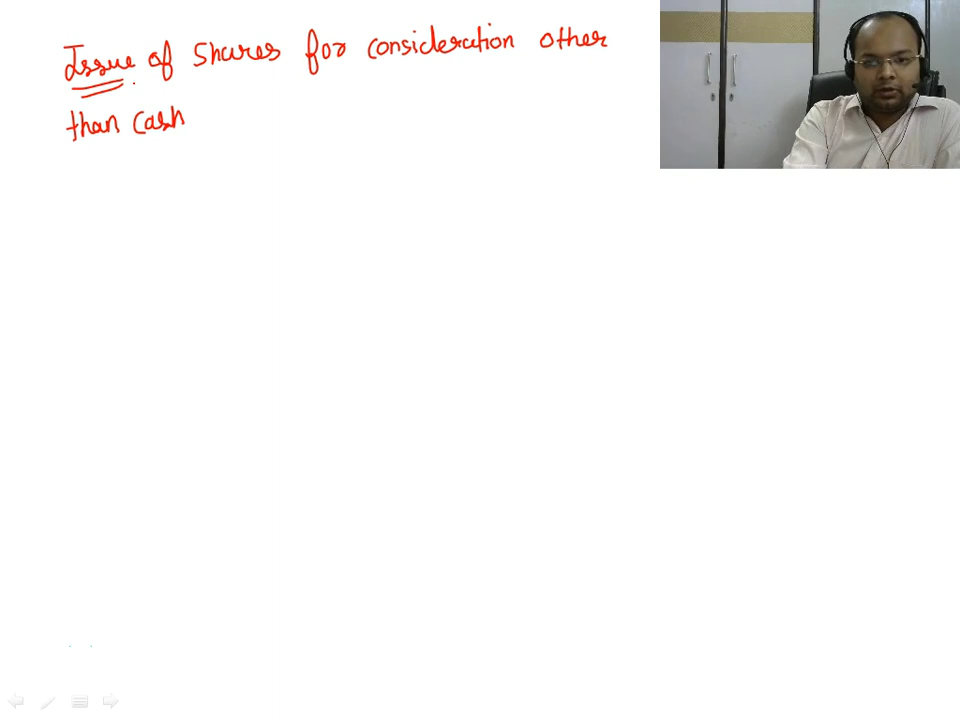 Issue of Shares for consideration other
than cash